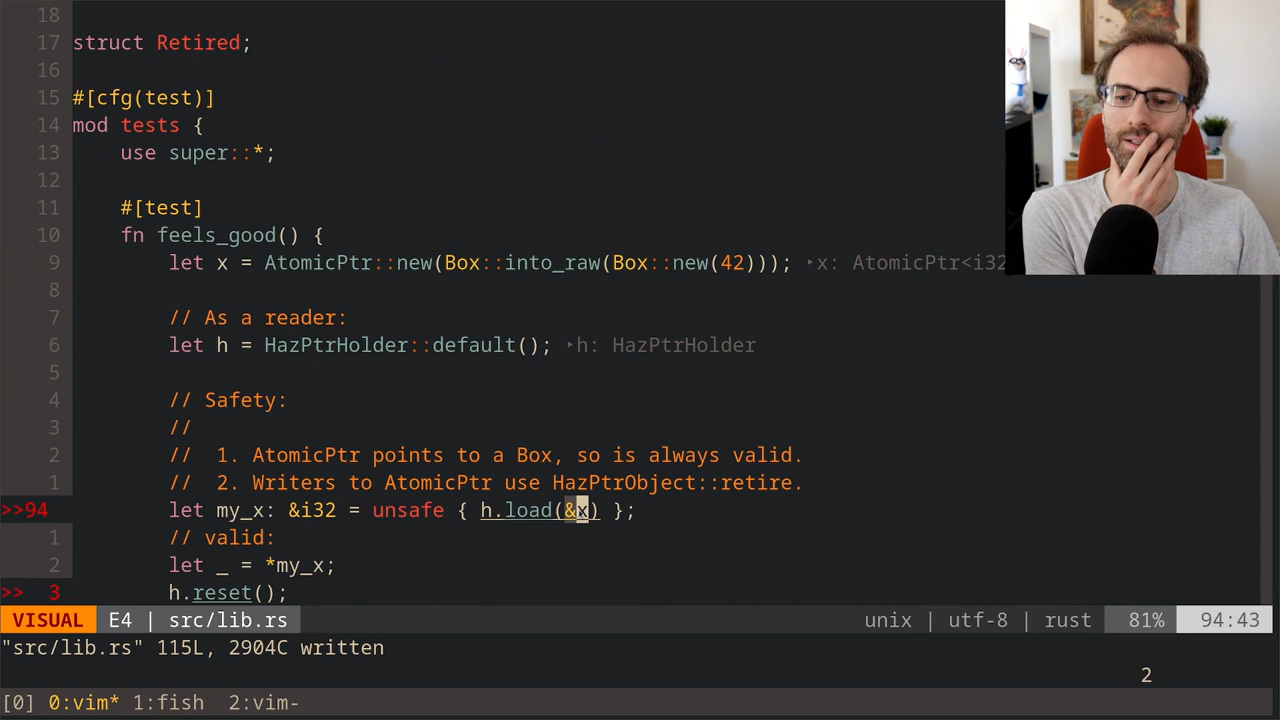 18
17 struct Retired;
16
15 #[cfg(test)]
14 mod tests {
13     use super::*;
12
11     #[test]
10     fn feels_good() {
9         let x = AtomicPtr::new(Box::into_raw(Box::new(42))); ‣x: AtomicPtr<i32
8
7         // As a reader:
6         let h = HazPtrHolder::default(); ‣h: HazPtrHolder
5
4         // Safety:
3         //
2         //  1. AtomicPtr points to a Box, so is always valid.
1         //  2. Writers to AtomicPtr use HazPtrObject::retire.
>>94         let my_x: &i32 = unsafe { h.load(&x) };
1         // valid:
2         let _ = *my_x;
>> 3         h.reset();
VISUAL E4 | src/lib.rs unix | utf-8 | rust 81% 94:43
"src/lib.rs" 115L, 2904C written
2
[0] 0:vim* 1:fish 2:vim-